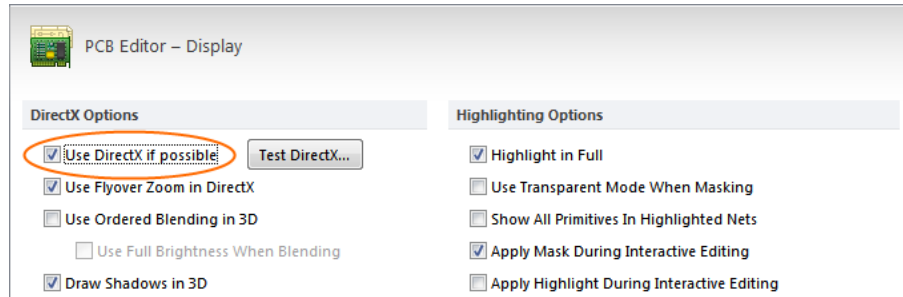 PCB Editor – Display
DirectX Options
Use DirectX if possible
Test DirectX...
Use Flyover Zoom in DirectX
Use Ordered Blending in 3D
Use Full Brightness When Blending
Draw Shadows in 3D
Highlighting Options
Highlight in Full
Use Transparent Mode When Masking
Show All Primitives In Highlighted Nets
Apply Mask During Interactive Editing
Apply Highlight During Interactive Editing